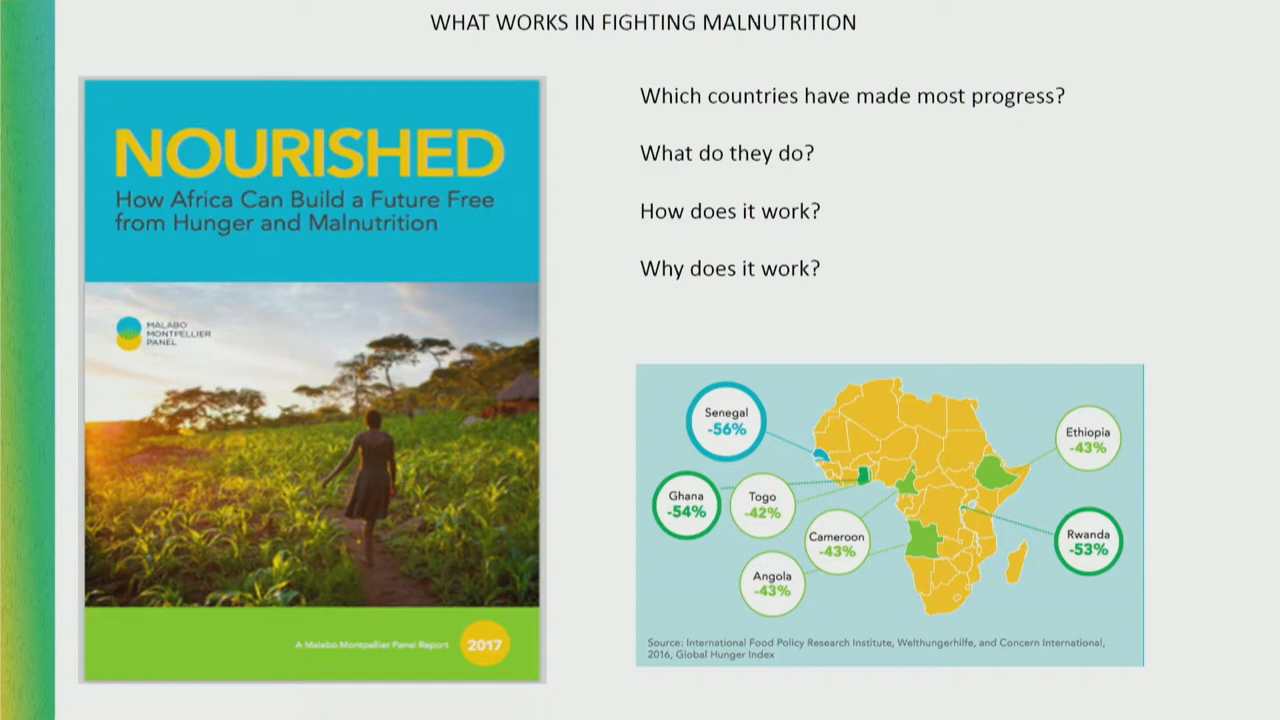 WHAT WORKS IN FIGHTING MALNUTRITION
NOURISHED
How Africa Can Build a Future Free
from Hunger and Malnutrition
MALABO
MONTPELLIER
PANEL
A Malabo Montpellier Panel Report
2017
Which countries have made most progress?
What do they do?
How does it work?
Why does it work?
Senegal
-56%
Ethiopia
-43%
Ghana
-54%
Togo
-42%
Cameroon
-43%
Rwanda
-53%
Angola
-43%
Source: International Food Policy Research Institute, Welthungerhilfe, and Concern International,
2016, Global Hunger Index